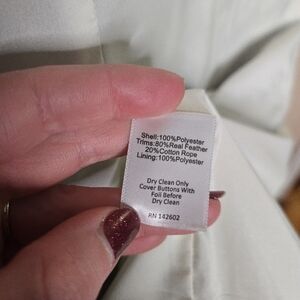 Shell:100%Polyester
Trims:80%Real Feather
20%Cotton Rope
Lining:100%Polyester
Dry Clean Only
Cover Buttons With
Foil Before
Dry Clean
RN 142602